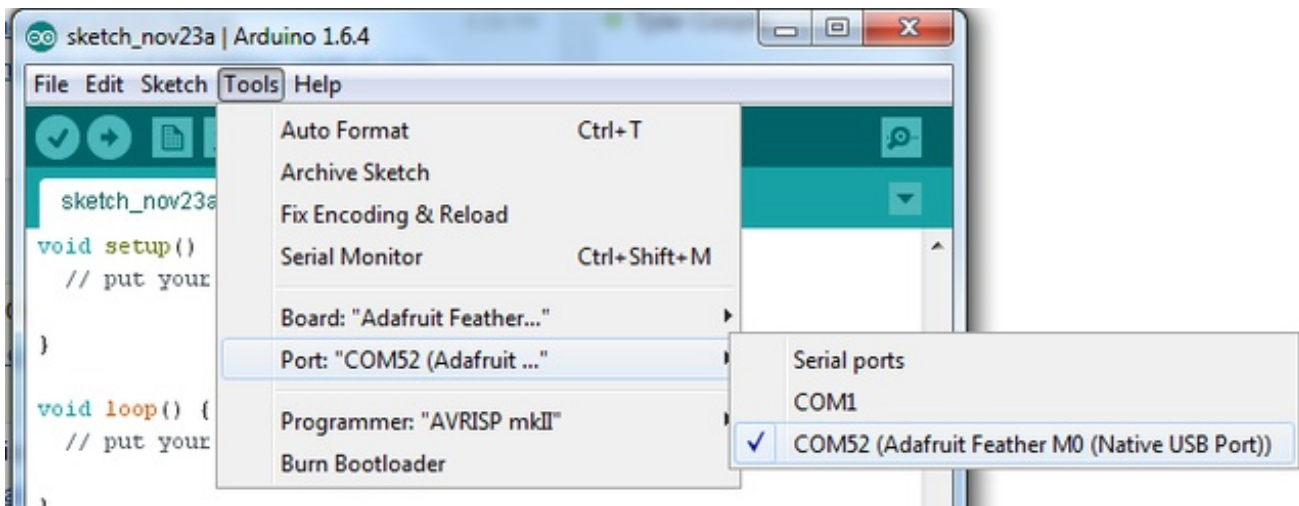 sketch_nov23a | Arduino 1.6.4
File Edit Sketch Tools Help
Auto Format Ctrl+T
Archive Sketch
sketch_nov23a
Fix Encoding & Reload
void setup()
Serial Monitor Ctrl+Shift+M
// put your
Board: "Adafruit Feather..."
}
Port: "COM52 (Adafruit ..."
Serial ports
COM1
void loop() {
Programmer: "AVRISP mkII"
// put your
COM52 (Adafruit Feather M0 (Native USB Port))
Burn Bootloader